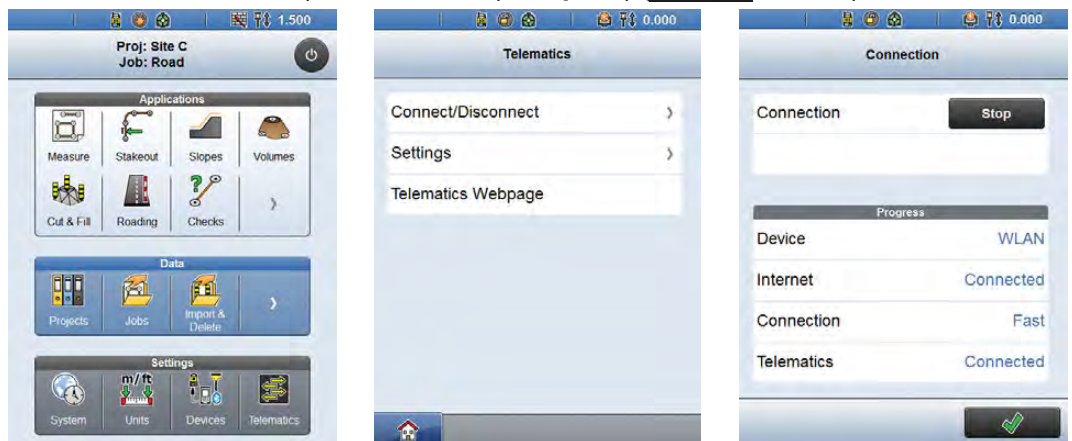 1.500
Proj: Site C
Job: Road
Applications
Measure Stakeout Slopes Volumes
Cut & Fill Roading Checks
Data
Projects Jobs Import & Delete
Settings
m/ft
System Units Devices Telematics
0.000
Telematics
Connect/Disconnect
Settings
Telematics Webpage
0.000
Connection
Connection Stop
Progress
Device WLAN
Internet Connected
Connection Fast
Telematics Connected